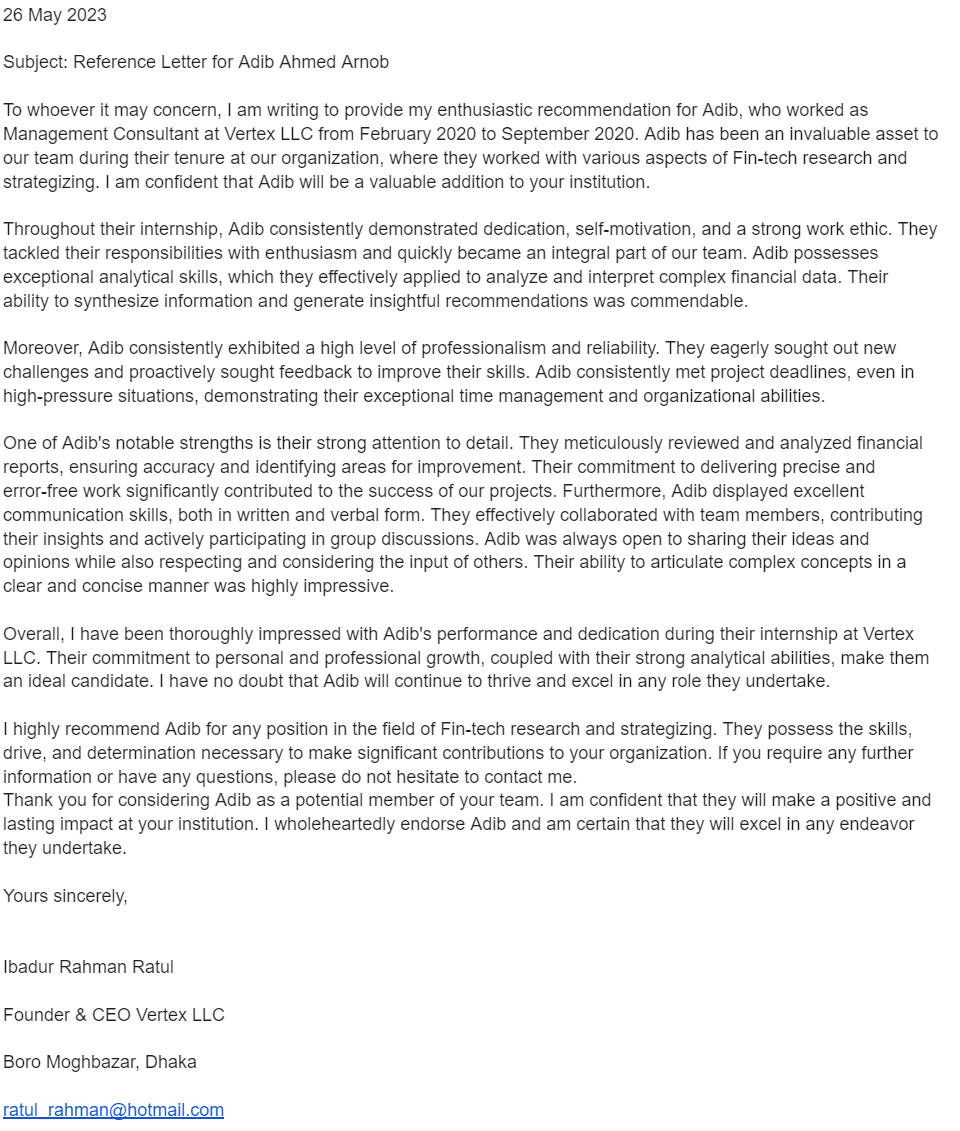 26 May 2023
Subject: Reference Letter for Adib Ahmed Arnob
To whoever it may concern, I am writing to provide my enthusiastic recommendation for Adib, who worked as
Management Consultant at Vertex LLC from February 2020 to September 2020. Adib has been an invaluable asset to
our team during their tenure at our organization, where they worked with various aspects of Fin-tech research and
strategizing. I am confident that Adib will be a valuable addition to your institution.
Throughout their internship, Adib consistently demonstrated dedication, self-motivation, and a strong work ethic. They
tackled their responsibilities with enthusiasm and quickly became an integral part of our team. Adib possesses
exceptional analytical skills, which they effectively applied to analyze and interpret complex financial data. Their
ability to synthesize information and generate insightful recommendations was commendable.
Moreover, Adib consistently exhibited a high level of professionalism and reliability. They eagerly sought out new
challenges and proactively sought feedback to improve their skills. Adib consistently met project deadlines, even in
high-pressure situations, demonstrating their exceptional time management and organizational abilities.
One of Adib's notable strengths is their strong attention to detail. They meticulously reviewed and analyzed financial
reports, ensuring accuracy and identifying areas for improvement. Their commitment to delivering precise and
error-free work significantly contributed to the success of our projects. Furthermore, Adib displayed excellent
communication skills, both in written and verbal form. They effectively collaborated with team members, contributing
their insights and actively participating in group discussions. Adib was always open to sharing their ideas and
opinions while also respecting and considering the input of others. Their ability to articulate complex concepts in a
clear and concise manner was highly impressive.
Overall, I have been thoroughly impressed with Adib's performance and dedication during their internship at Vertex
LLC. Their commitment to personal and professional growth, coupled with their strong analytical abilities, make them
an ideal candidate. I have no doubt that Adib will continue to thrive and excel in any role they undertake.
I highly recommend Adib for any position in the field of Fin-tech research and strategizing. They possess the skills,
drive, and determination necessary to make significant contributions to your organization. If you require any further
information or have any questions, please do not hesitate to contact me.
Thank you for considering Adib as a potential member of your team. I am confident that they will make a positive and
lasting impact at your institution. I wholeheartedly endorse Adib and am certain that they will excel in any endeavor
they undertake.
Yours sincerely,
Ibadur Rahman Ratul
Founder & CEO Vertex LLC
Boro Moghbazar, Dhaka
ratul_rahman@hotmail.com